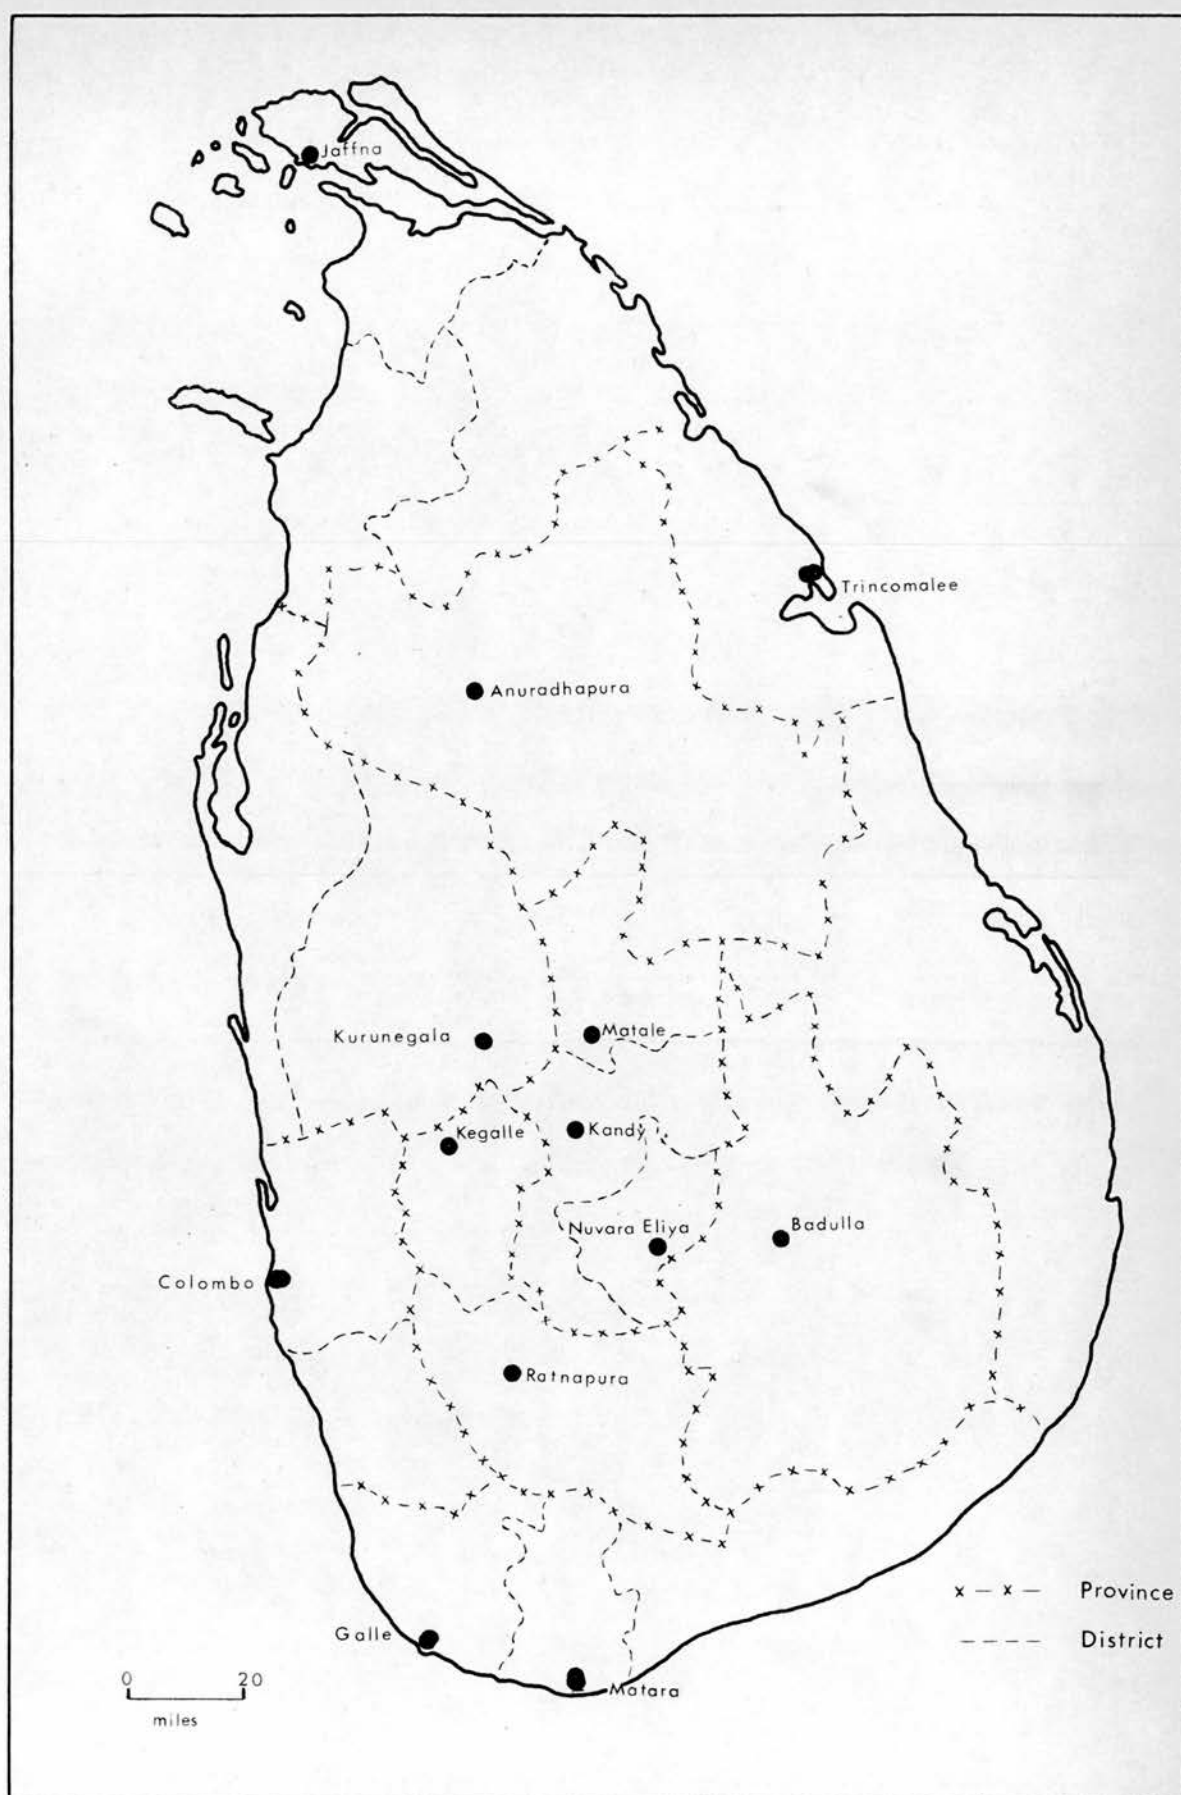 Jaffna
Trincomalee
Anuradhapura
Kurunegala
Matale
Kegalle
Kandy
Nuvara Eliya
Badulla
Colombo
Ratnapura
x – x – Province
– – – – District
Galle
Matara
0 20
miles